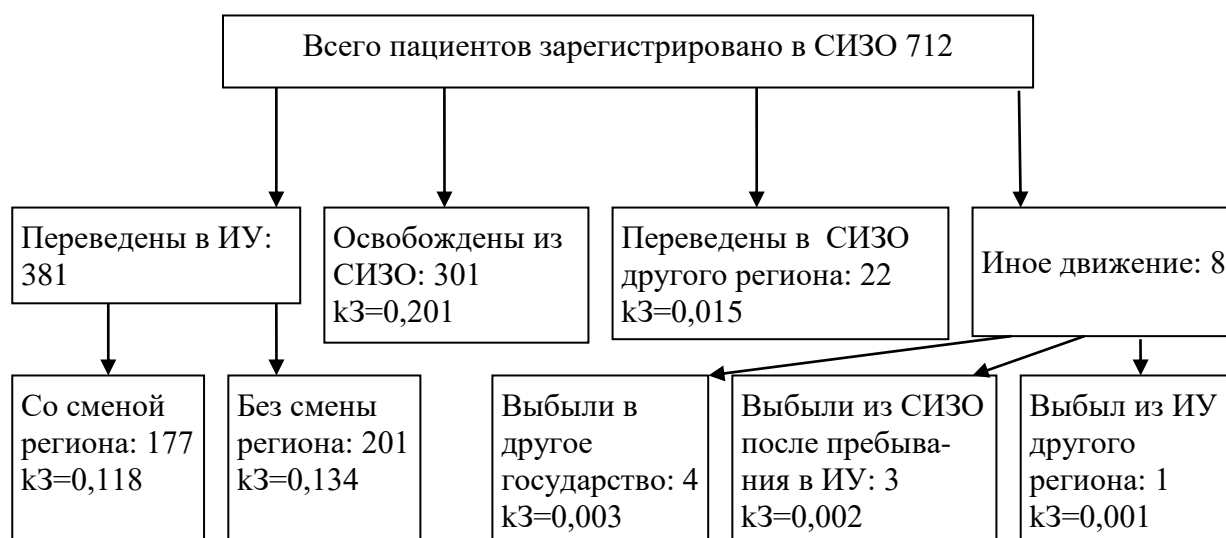 Всего пациентов зарегистрировано в СИЗО 712
Переведены в ИУ:
381
Освобождены из
СИЗО: 301
kЗ=0,201
Переведены в СИЗО
другого региона: 22
kЗ=0,015
Иное движение: 8
Со сменой
региона: 177
kЗ=0,118
Без смены
региона: 201
kЗ=0,134
Выбыли в
другое
государство: 4
kЗ=0,003
Выбыли из СИЗО
после пребыва-
ния в ИУ: 3
kЗ=0,002
Выбыл из ИУ
другого
региона: 1
kЗ=0,001